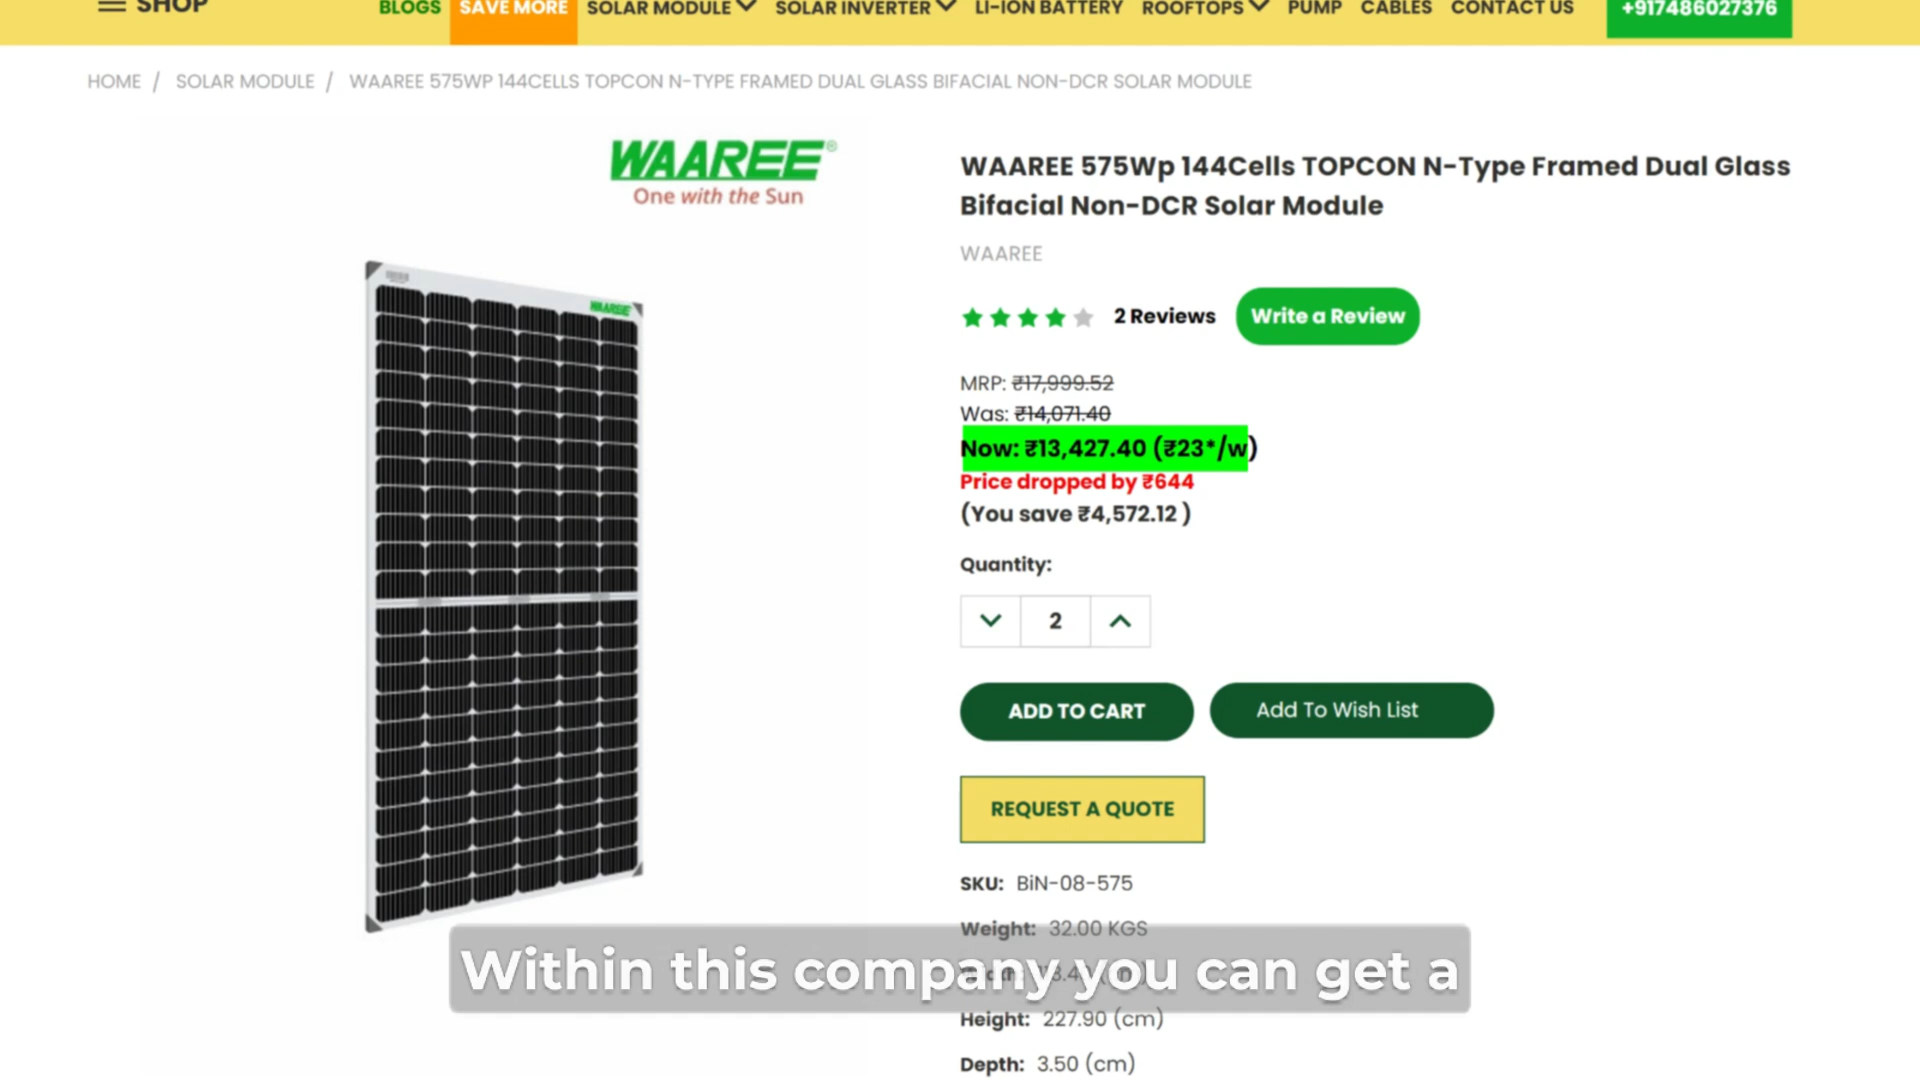 SHOP
BLOGS
SAVE MORE
SOLAR MODULE
SOLAR INVERTER
LI-ION BATTERY
ROOFTOPS
PUMP
CABLES
CONTACT US
+917486027376
HOME / SOLAR MODULE / WAAREE 575WP 144CELLS TOPCON N-TYPE FRAMED DUAL GLASS BIFACIAL NON-DCR SOLAR MODULE
WAAREE®
One with the Sun
WAAREE
WAAREE 575Wp 144Cells TOPCON N-Type Framed Dual Glass
Bifacial Non-DCR Solar Module
WAAREE
2 Reviews
Write a Review
MRP: ₹17,999.52
Was: ₹14,071.40
Now: ₹13,427.40 (₹23*/w)
Price dropped by ₹644
(You save ₹4,572.12 )
Quantity:
2
ADD TO CART
Add To Wish List
REQUEST A QUOTE
SKU: BiN-08-575
Weight: 32.00 KGS
Within this company you can get a
Height: 227.90 (cm)
Depth: 3.50 (cm)